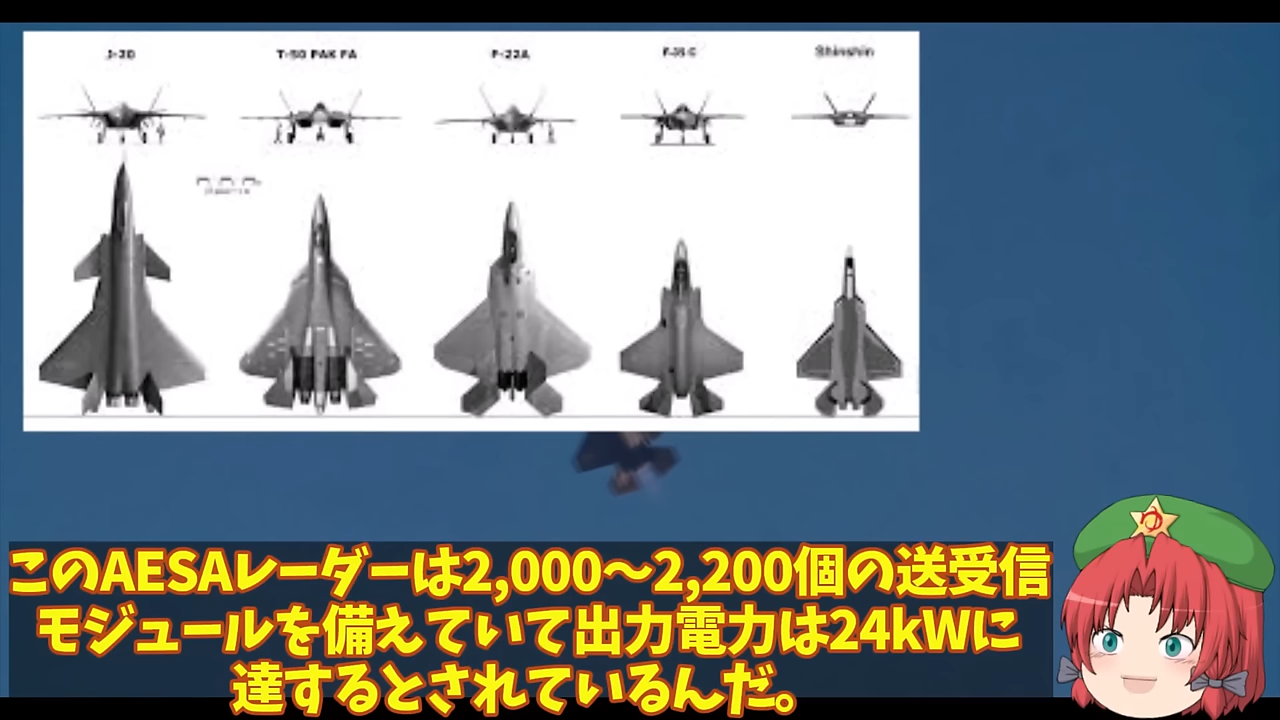 J-20
T-50 PAK FA
F-22A
F-35 C
Shinshin
このAESAレーダーは2,000～2,200個の送受信
モジュールを備えていて出力電力は24kWに
達するとされているんだ。